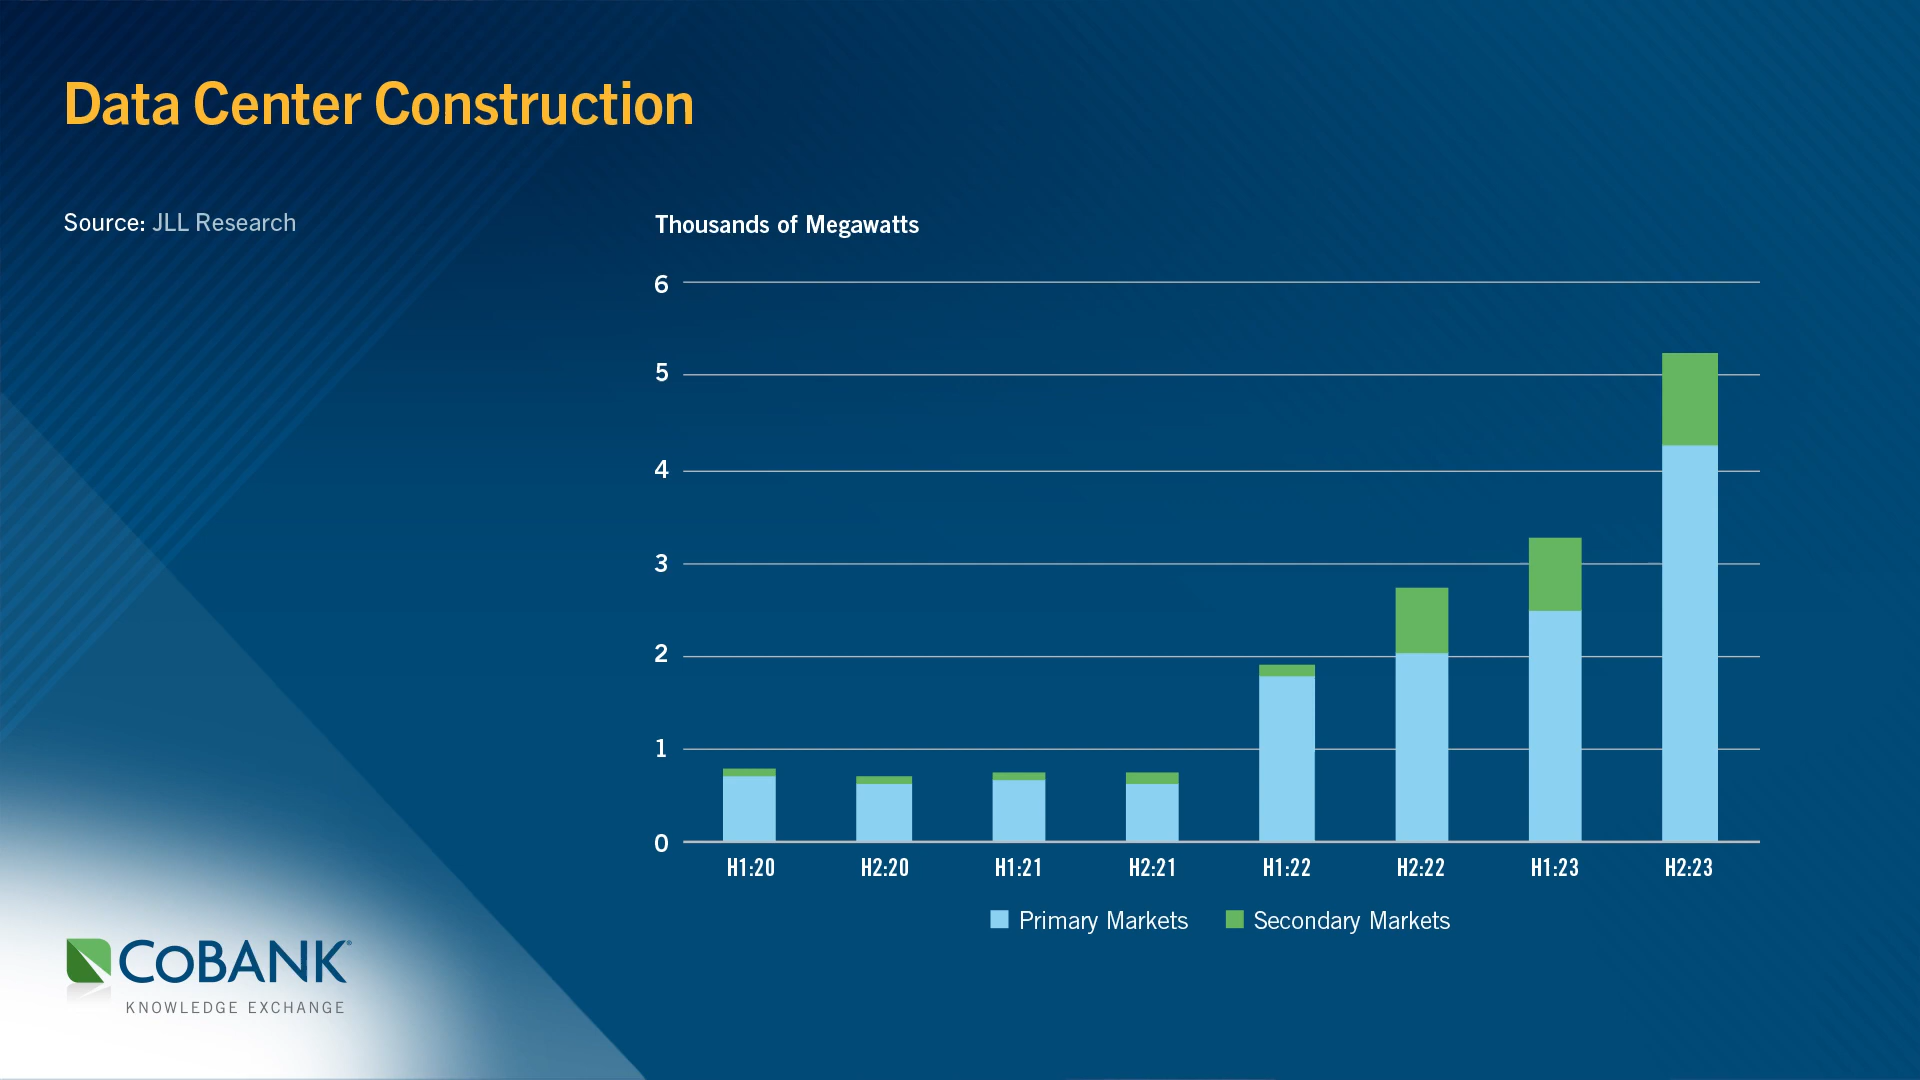 Data Center Construction
Source: JLL Research
Thousands of Megawatts
6
5
4
3
2
1
0
H1:20 H2:20 H1:21 H2:21 H1:22 H2:22 H1:23 H2:23
Primary Markets Secondary Markets
COBANK®
KNOWLEDGE EXCHANGE